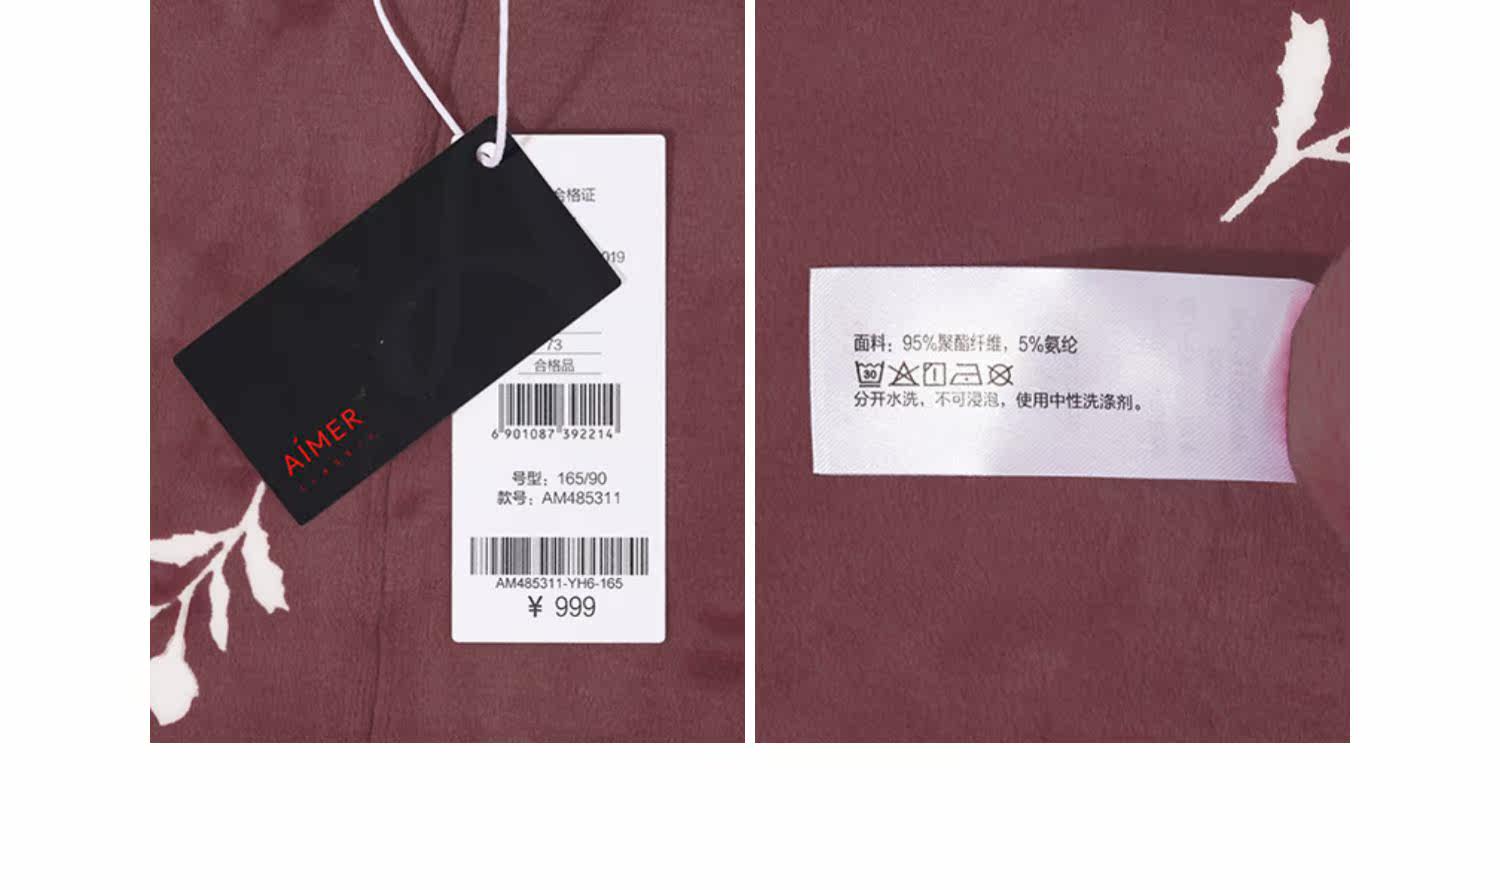 合格证
019
73
合格品
6 901087 392214
号型：165/90
款号：AM485311
AM485311-YH6-165
¥ 999
AIMER
面料：95%聚酯纤维，5%氨纶
30
分开水洗，不可浸泡，使用中性洗涤剂。